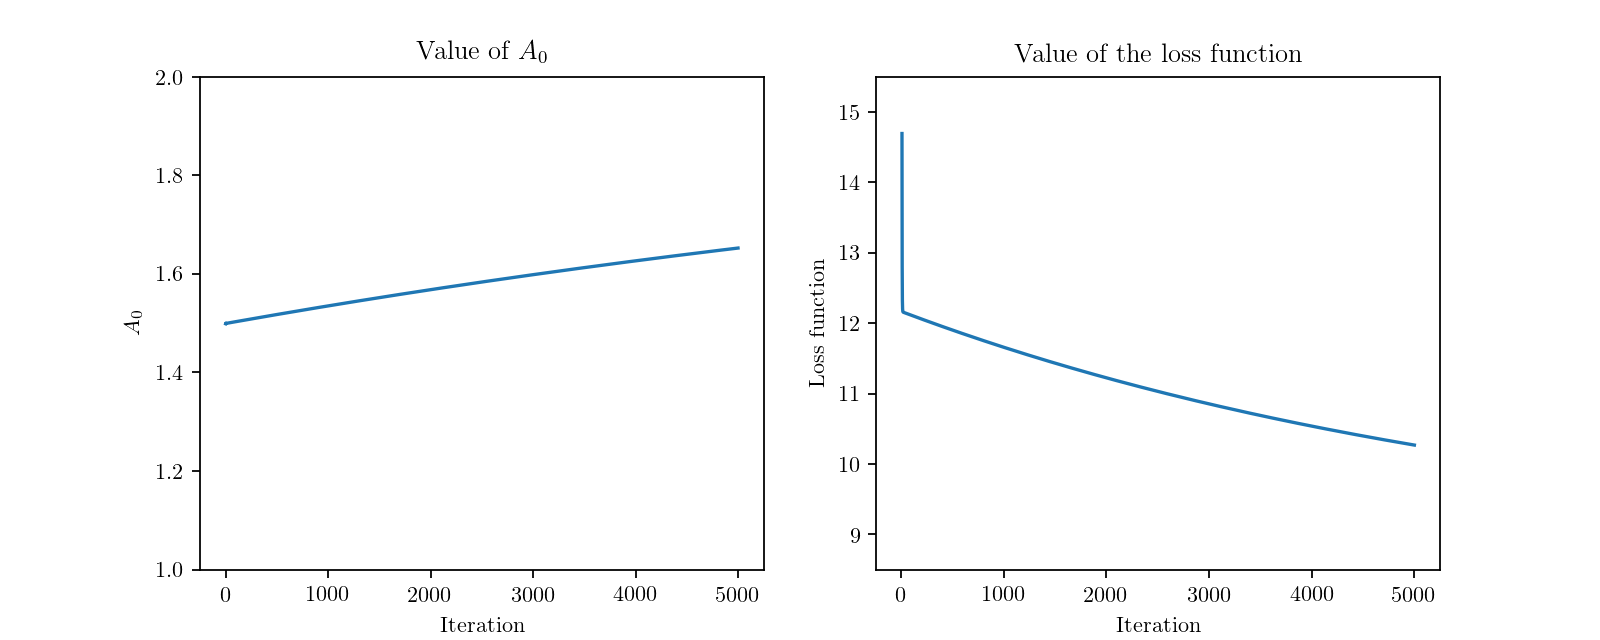 Value of A₀
2.0
1.8
1.6
1.4
1.2
1.0
A₀
0 1000 2000 3000 4000 5000
Iteration
Value of the loss function
15
14
13
12
11
10
9
Loss function
0 1000 2000 3000 4000 5000
Iteration